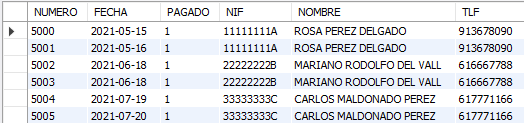 NUMERO FECHA PAGADO NIF NOMBRE TLF
5000 2021-05-15 1 11111111A ROSA PEREZ DELGADO 913678090
5001 2021-05-16 1 11111111A ROSA PEREZ DELGADO 913678090
5002 2021-06-18 1 22222222B MARIANO RODOLFO DEL VALL 616667788
5003 2021-06-18 1 22222222B MARIANO RODOLFO DEL VALL 616667788
5004 2021-07-19 1 33333333C CARLOS MALDONADO PEREZ 617771166
5005 2021-07-20 1 33333333C CARLOS MALDONADO PEREZ 617771166